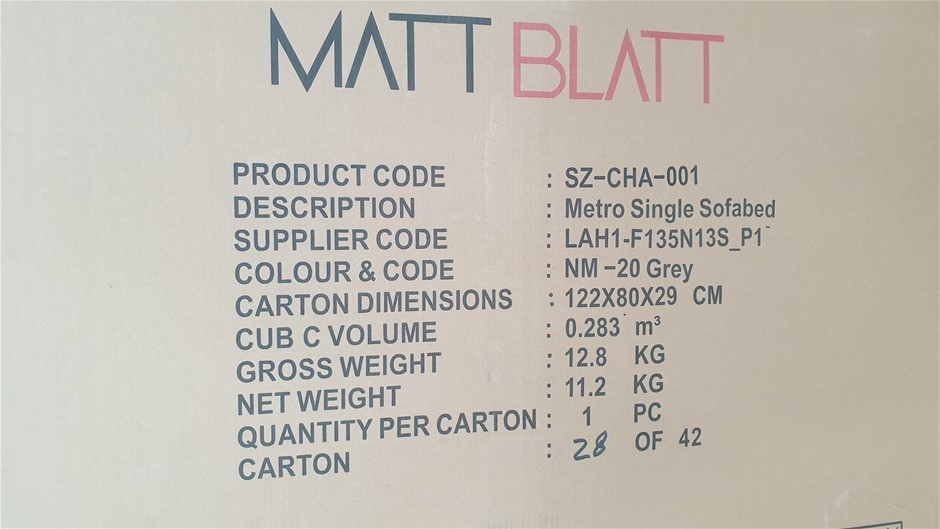 MATT BLATT
PRODUCT CODE : SZ-CHA-001
DESCRIPTION : Metro Single Sofabed
SUPPLIER CODE : LAH1-F135N13S_P1
COLOUR & CODE : NM -20 Grey
CARTON DIMENSIONS : 122X80X29 CM
CUB C VOLUME : 0.283 m³
GROSS WEIGHT : 12.8 KG
NET WEIGHT : 11.2 KG
QUANTITY PER CARTON : 1 PC
CARTON : 28 OF 42